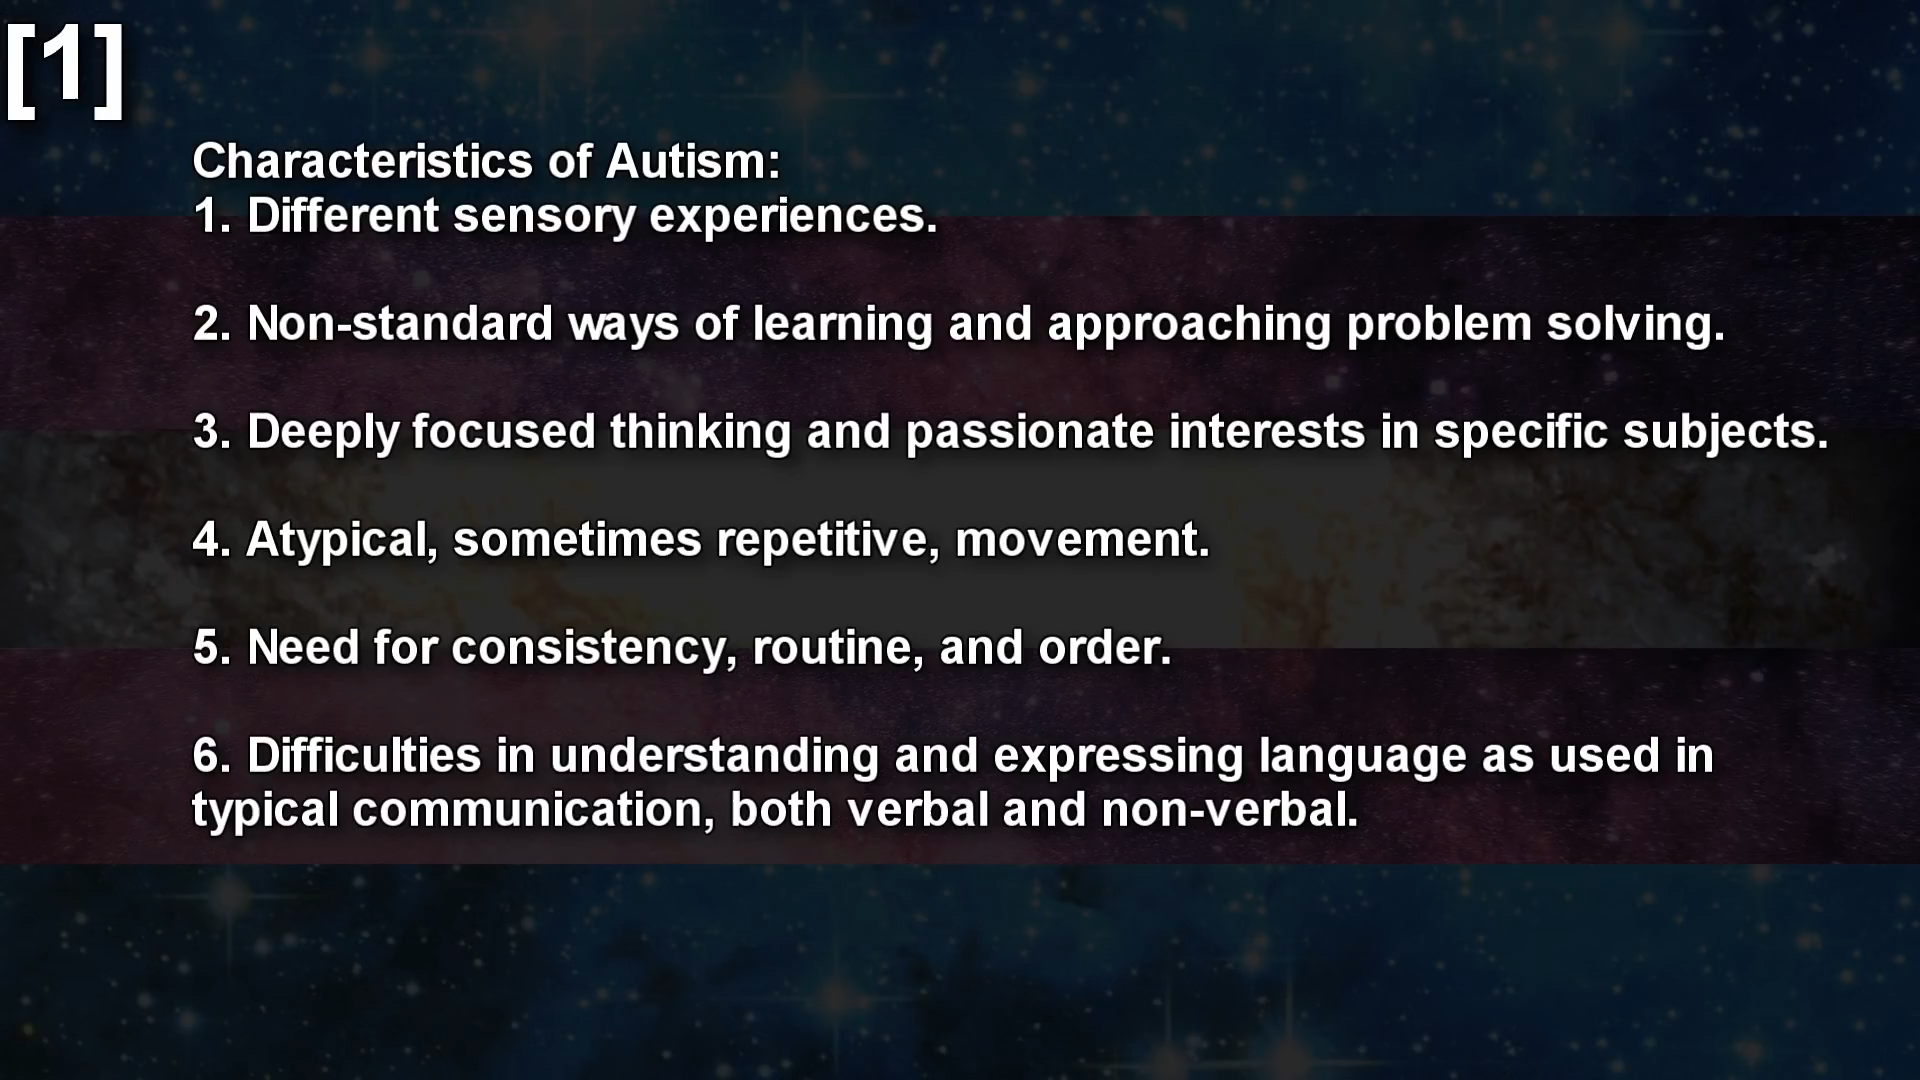 [1]
Characteristics of Autism:
1. Different sensory experiences.
2. Non-standard ways of learning and approaching problem solving.
3. Deeply focused thinking and passionate interests in specific subjects.
4. Atypical, sometimes repetitive, movement.
5. Need for consistency, routine, and order.
6. Difficulties in understanding and expressing language as used in
typical communication, both verbal and non-verbal.